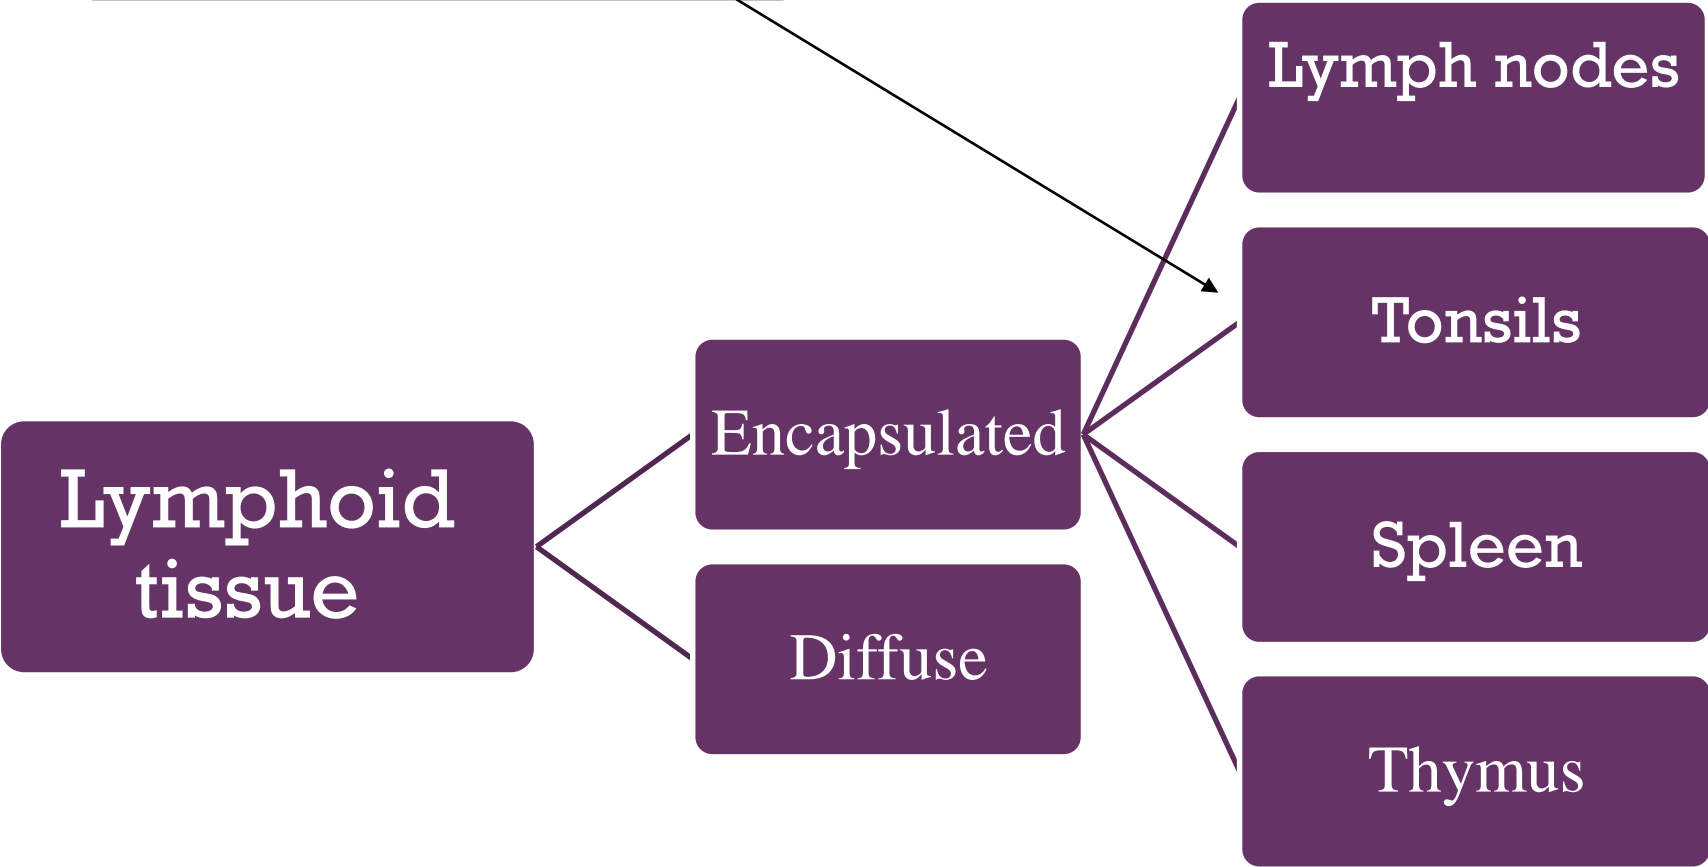 Lymphoid
tissue
Encapsulated
Diffuse
Lymph nodes
Tonsils
Spleen
Thymus